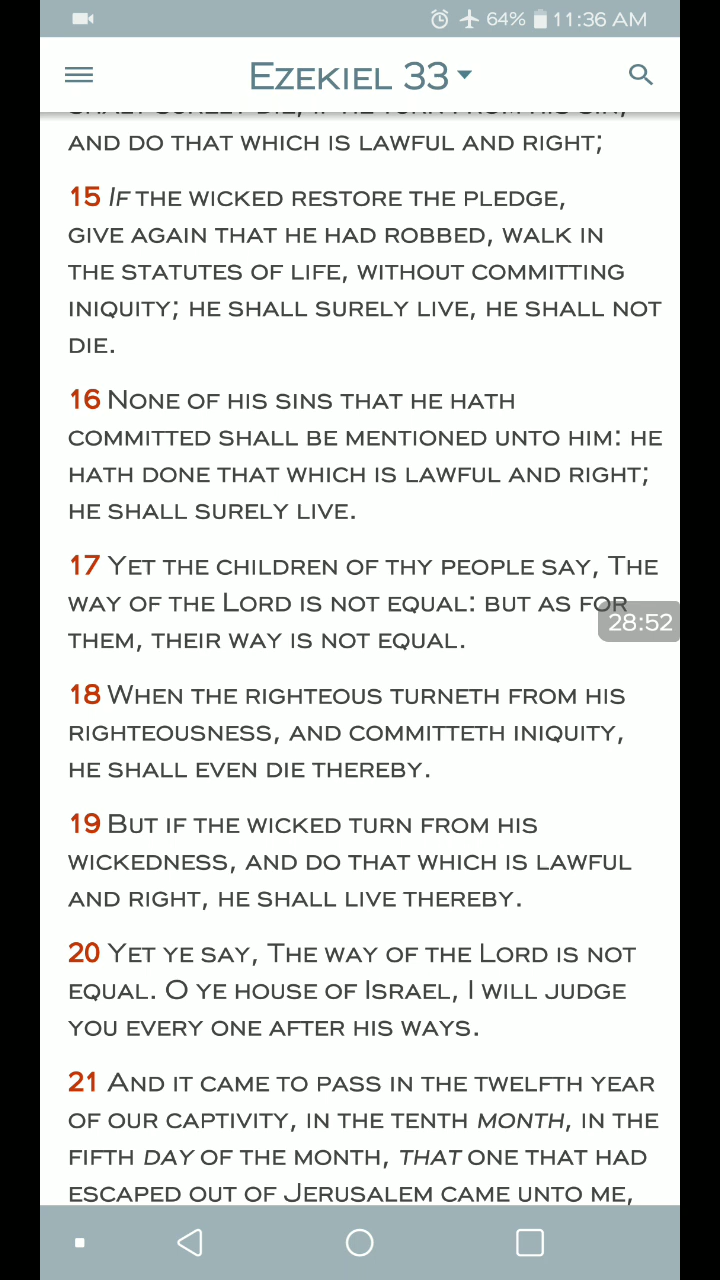 64% 11:36 AM
Ezekiel 33
and do that which is lawful and right;
15 If the wicked restore the pledge,
give again that he had robbed, walk in
the statutes of life, without committing
iniquity; he shall surely live, he shall not
die.
16 None of his sins that he hath
committed shall be mentioned unto him: he
hath done that which is lawful and right;
he shall surely live.
17 Yet the children of thy people say, The
way of the Lord is not equal: but as for
28:52
them, their way is not equal.
18 When the righteous turneth from his
righteousness, and committeth iniquity,
he shall even die thereby.
19 But if the wicked turn from his
wickedness, and do that which is lawful
and right, he shall live thereby.
20 Yet ye say, The way of the Lord is not
equal. O ye house of Israel, I will judge
you every one after his ways.
21 And it came to pass in the twelfth year
of our captivity, in the tenth month, in the
fifth day of the month, that one that had
escaped out of Jerusalem came unto me,